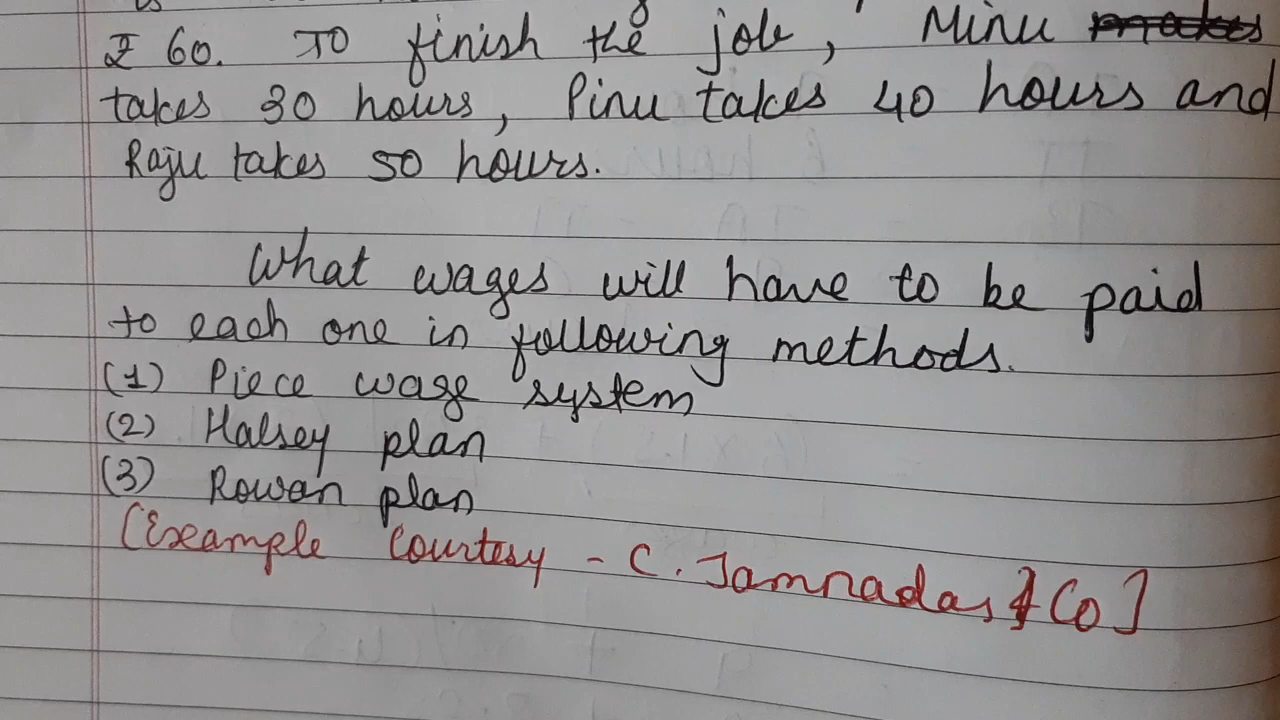 ₹ 60. To finish the job, Minu
takes 30 hours, Pinu takes 40 hours and
Raju takes 50 hours.
What wages will have to be paid
to each one in following methods.
(1) Piece wage system
(2) Halsey plan
(3) Rowan plan
[Example Courtesy - C. Jamnadas & Co]